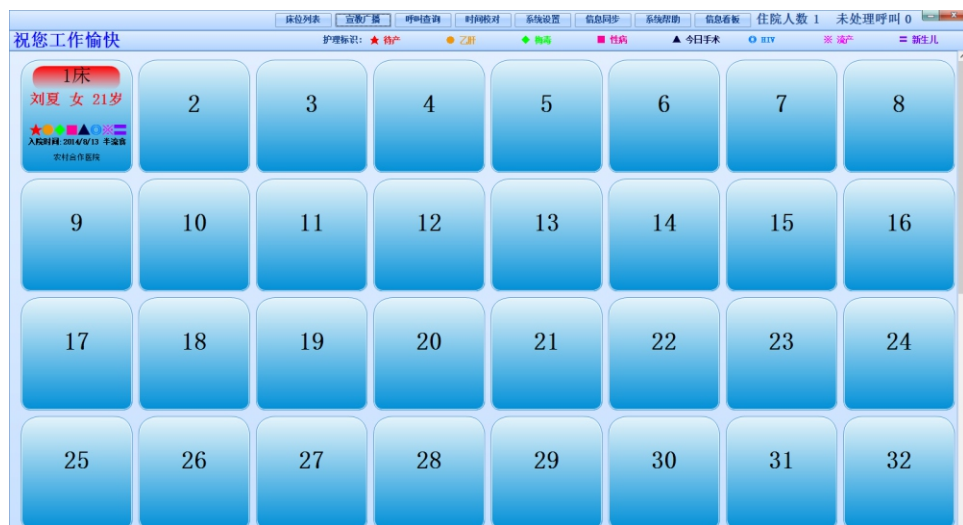 床位列表 宣教广播 呼叫查询 时间校对 系统设置 信息同步 系统帮助 信息看板 住院人数 1 未处理呼叫 0
祝您工作愉快 护理标识: 待产 乙肝 梅毒 性病 今日手术 HIV 流产 新生儿
1床 2 3 4 5 6 7 8
刘夏 女 21岁
入院时间:2014/8/13 半流食
农村合作医院
9 10 11 12 13 14 15 16
17 18 19 20 21 22 23 24
25 26 27 28 29 30 31 32